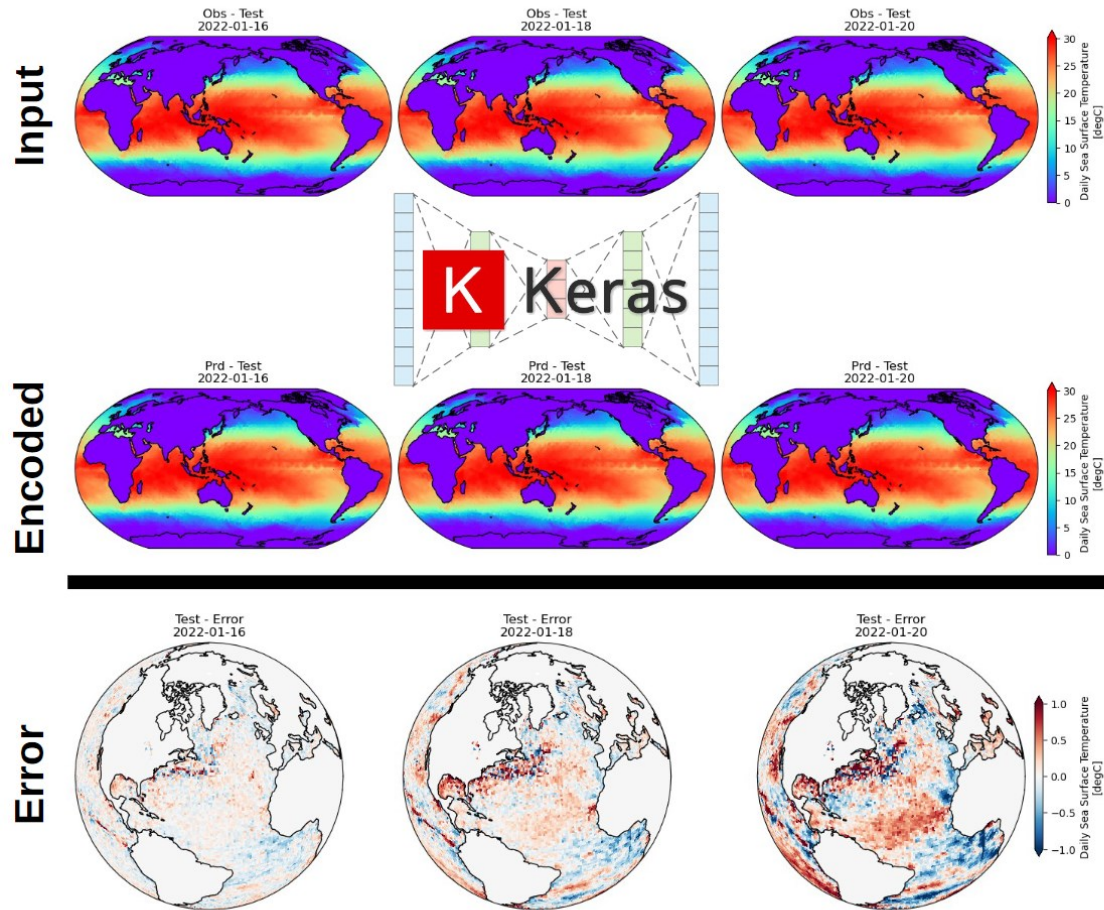 Input
Obs - Test
2022-01-16
Obs - Test
2022-01-18
Obs - Test
2022-01-20
30
25
20
15
10
5
0
Daily Sea Surface Temperature
[degC]
K Keras
Encoded
Prd - Test
2022-01-16
Prd - Test
2022-01-18
Prd - Test
2022-01-20
30
25
20
15
10
5
0
Daily Sea Surface Temperature
[degC]
Error
Test - Error
2022-01-16
Test - Error
2022-01-18
Test - Error
2022-01-20
1.0
0.5
0.0
−0.5
−1.0
Daily Sea Surface Temperature
[degC]